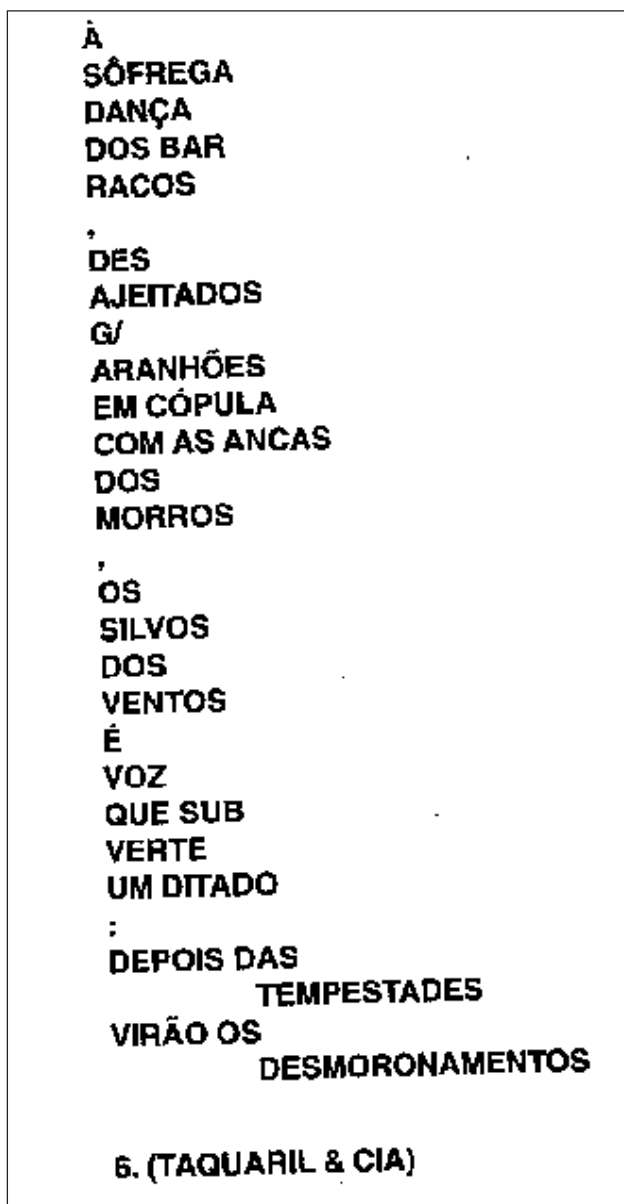 À
SÔFREGA
DANÇA
DOS BAR
RACOS
,
DES
AJEITADOS
G/
ARANHÕES
EM CÓPULA
COM AS ANCAS
DOS
MORROS
,
OS
SILVOS
DOS
VENTOS
É
VOZ
QUE SUB
VERTE
UM DITADO
:
DEPOIS DAS
TEMPESTADES
VIRÃO OS
DESMORONAMENTOS
6. (TAQUARIL & CIA)